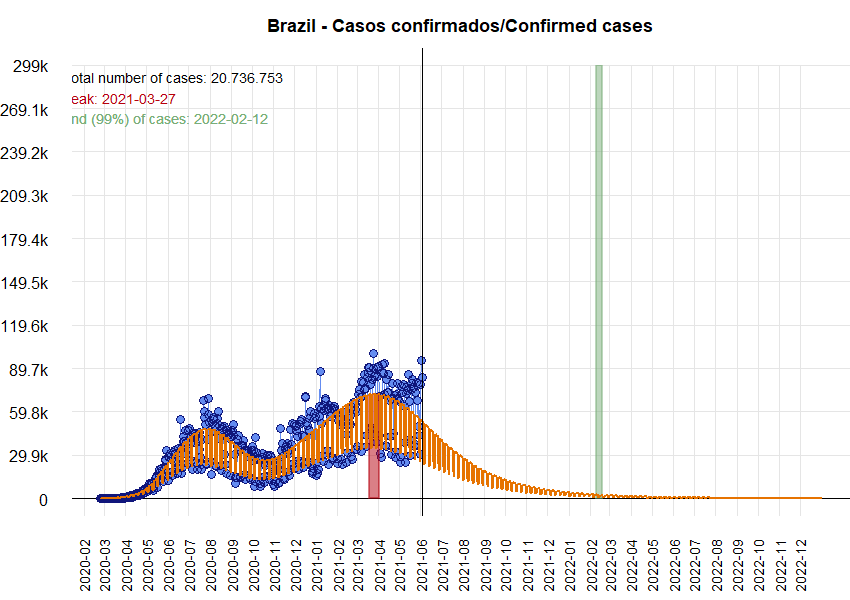 Brazil - Casos confirmados/Confirmed cases
299k
otal number of cases: 20.736.753
eak: 2021-03-27
269.1k
nd (99%) of cases: 2022-02-12
239.2k
209.3k
179.4k
149.5k
119.6k
89.7k
59.8k
29.9k
0
2020-02
2020-03
2020-04
2020-05
2020-06
2020-07
2020-08
2020-09
2020-10
2020-11
2020-12
2021-01
2021-02
2021-03
2021-04
2021-05
2021-06
2021-07
2021-08
2021-09
2021-10
2021-11
2021-12
2022-01
2022-02
2022-03
2022-04
2022-05
2022-06
2022-07
2022-08
2022-09
2022-10
2022-11
2022-12